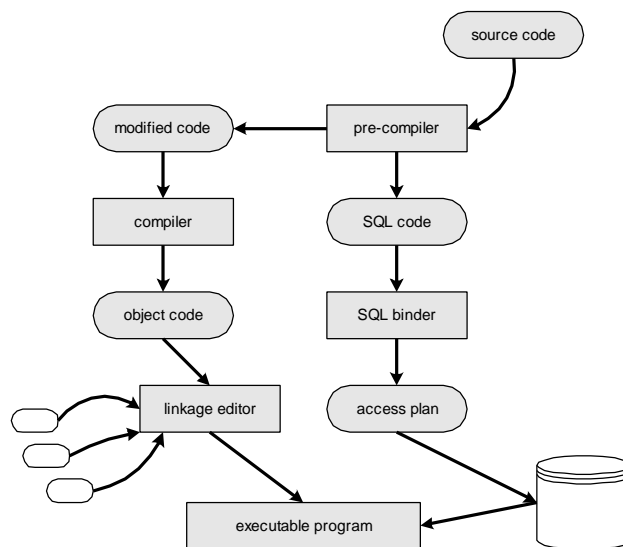 source code
modified code
pre-compiler
compiler
SQL code
object code
SQL binder
linkage editor
access plan
executable program